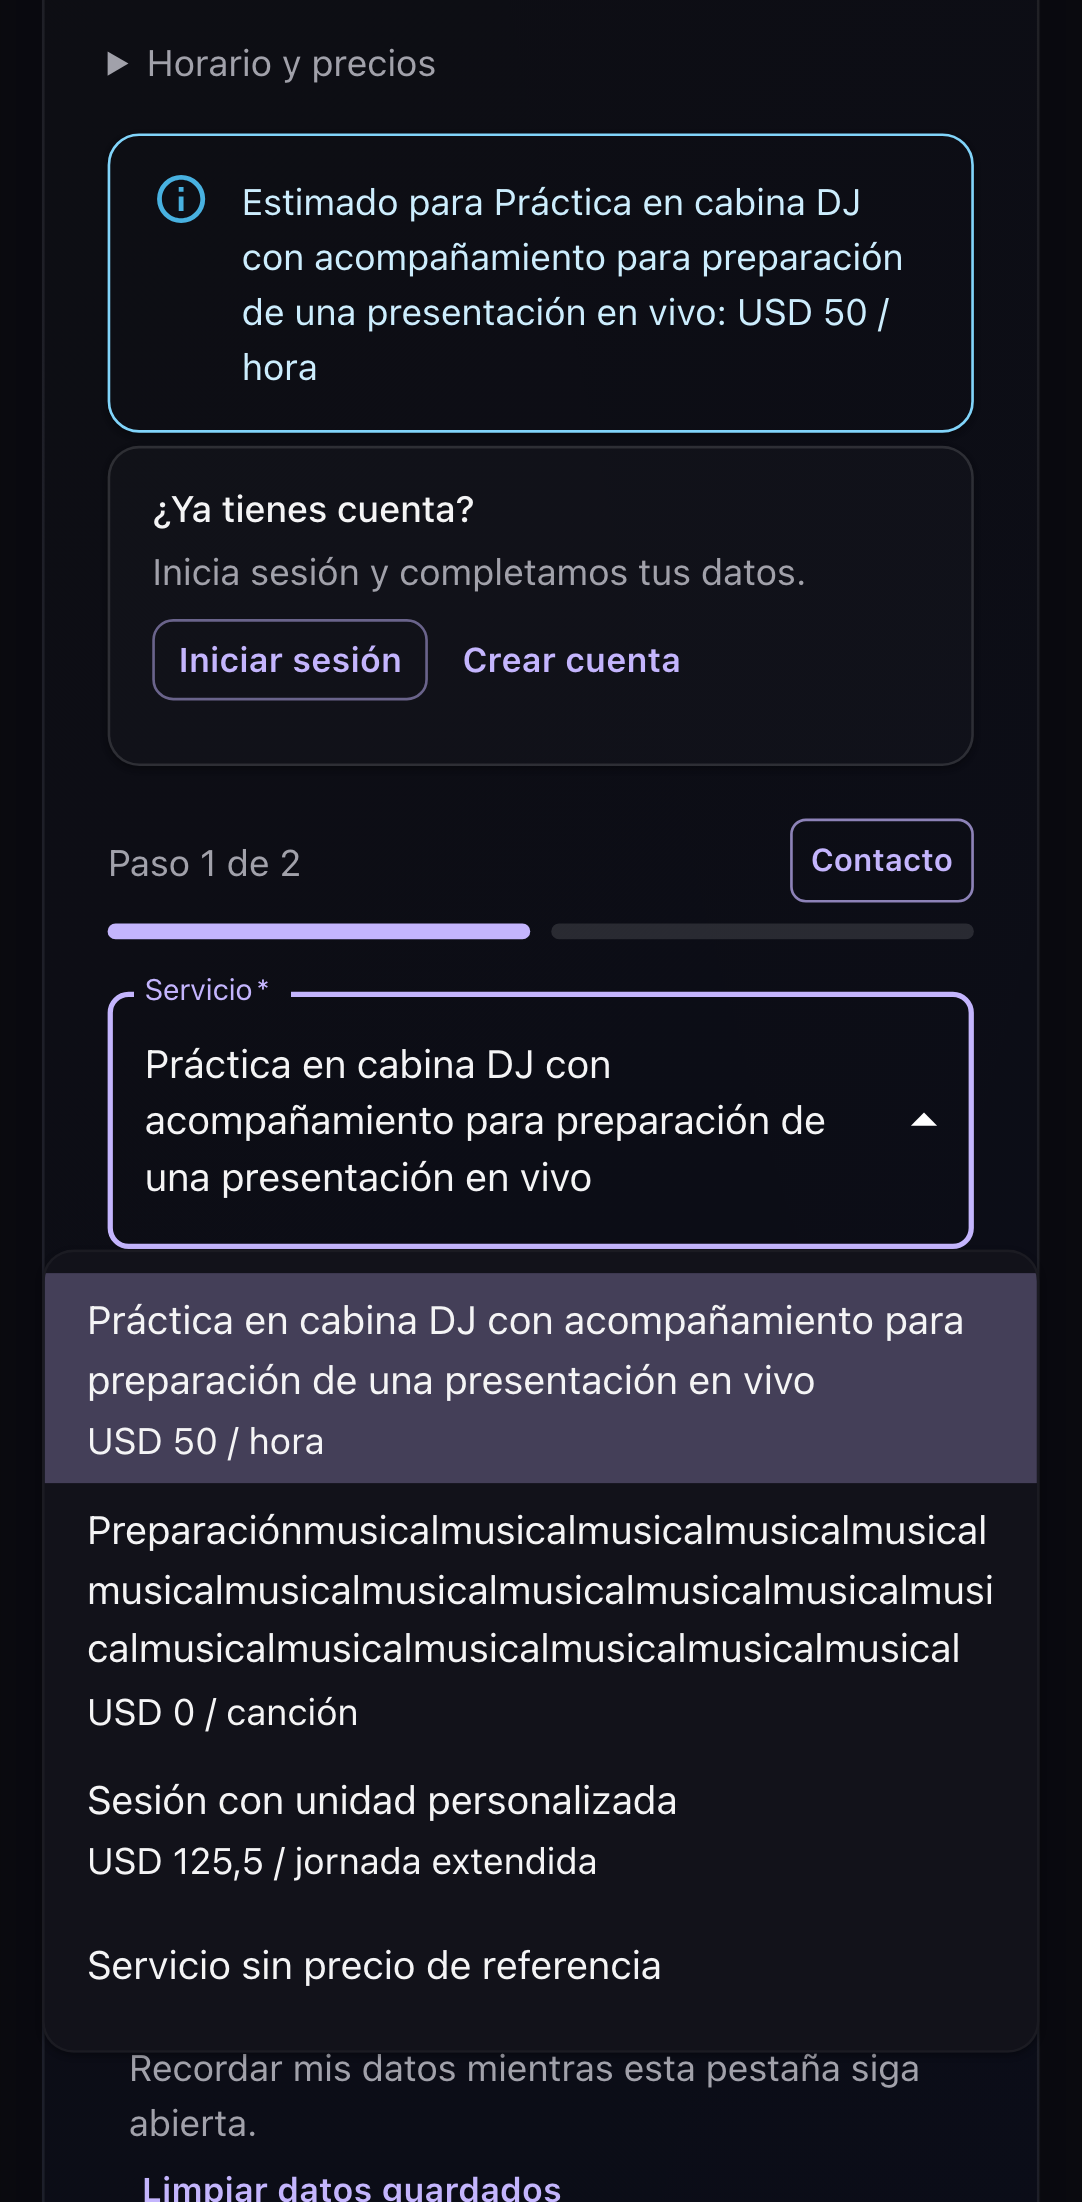 Horario y precios
Estimado para Práctica en cabina DJ
con acompañamiento para preparación
de una presentación en vivo: USD 50 /
hora
¿Ya tienes cuenta?
Inicia sesión y completamos tus datos.
Iniciar sesión
Crear cuenta
Paso 1 de 2
Contacto
Servicio *
Práctica en cabina DJ con
acompañamiento para preparación de
una presentación en vivo
Práctica en cabina DJ con acompañamiento para
preparación de una presentación en vivo
USD 50 / hora
Preparaciónmusicalmusicalmusicalmusicalmusical
musicalmusicalmusicalmusicalmusicalmusicalmusi
calmusicalmusicalmusicalmusicalmusicalmusical
USD 0 / canción
Sesión con unidad personalizada
USD 125,5 / jornada extendida
Servicio sin precio de referencia
Recordar mis datos mientras esta pestaña siga
abierta.
Limpiar datos guardados